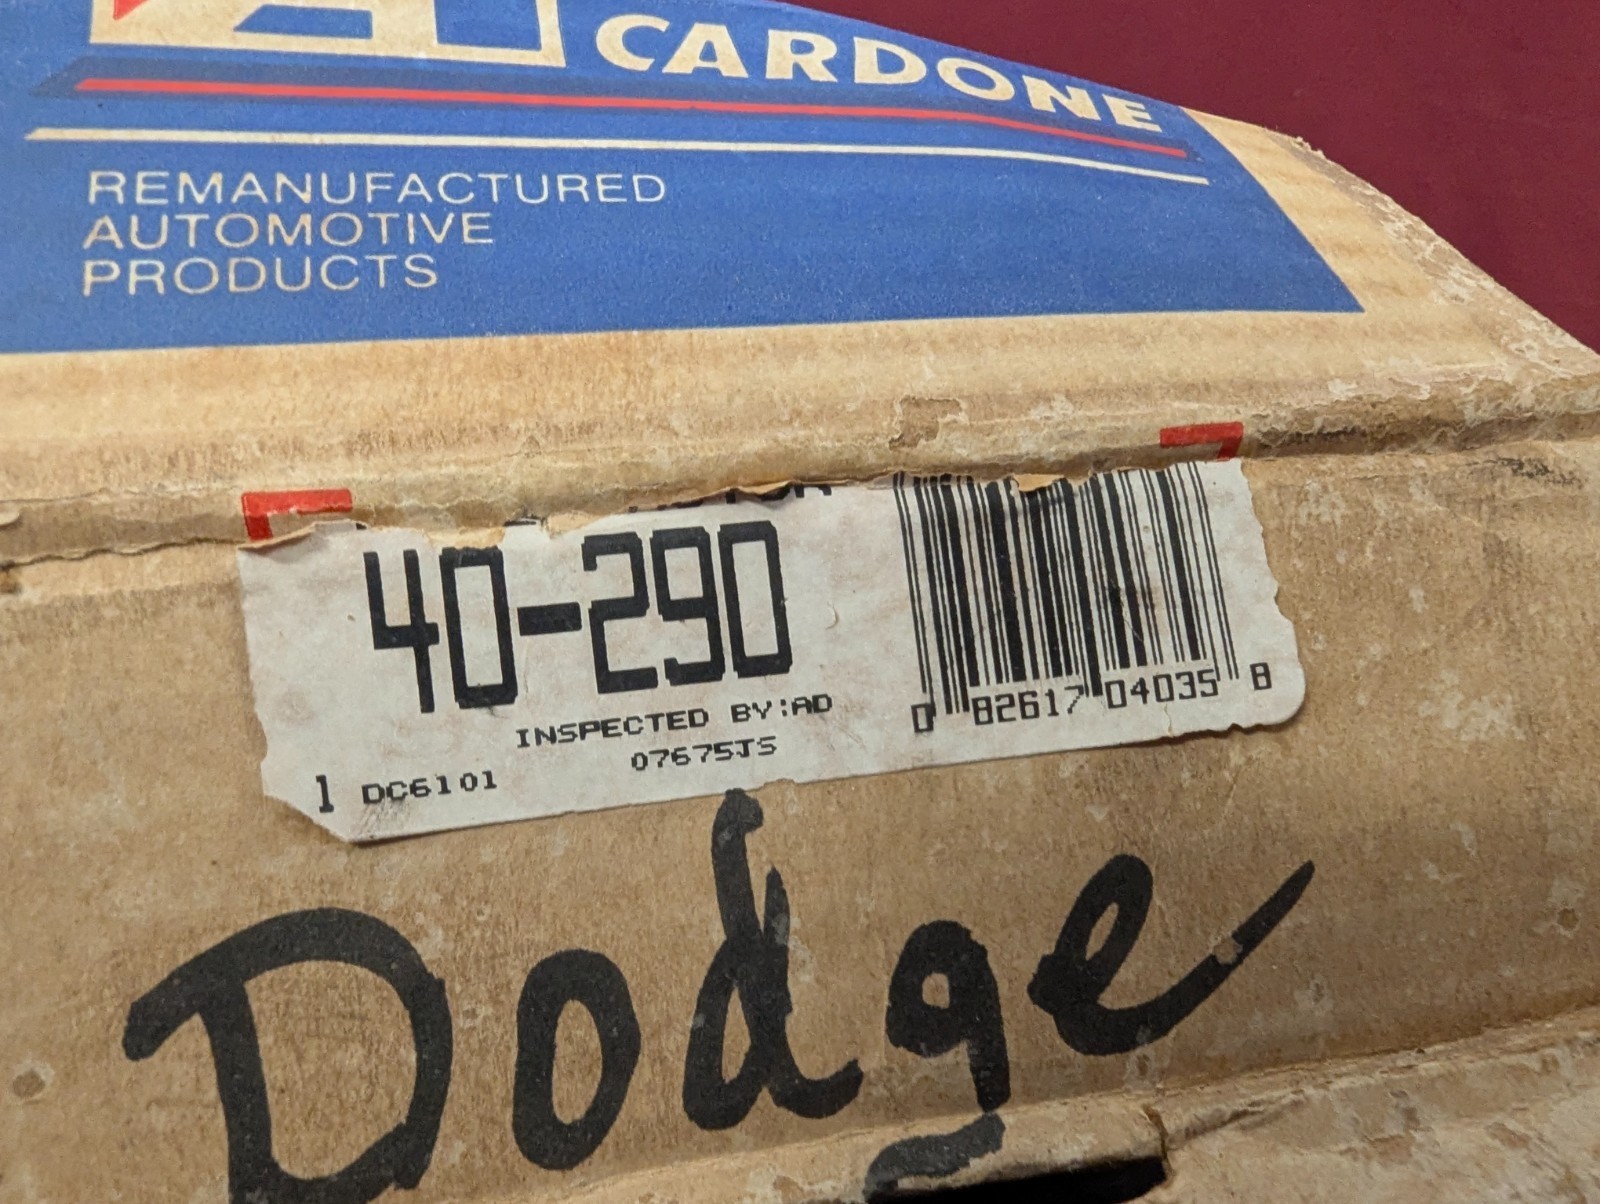 CARDONE
REMANUFACTURED
AUTOMOTIVE
PRODUCTS
40-290
INSPECTED BY:AD
07675JS
1 DC6101
0 82617 04035 8
Dodge